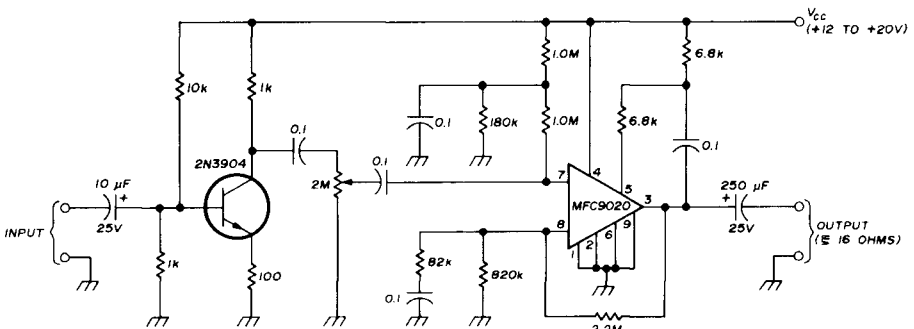 VCC
(+12 TO +20V)
1.0M
6.8k
10k
1k
0.1
180k
1.0M
6.8k
0.1
2N3904
0.1
0.1
2M
7
4
5
MFC9020
3
10 µF
+
25V
INPUT
8
1
2
6
9
250 µF
+
25V
OUTPUT
(≅ 16 OHMS)
1k
100
82k
820k
0.1